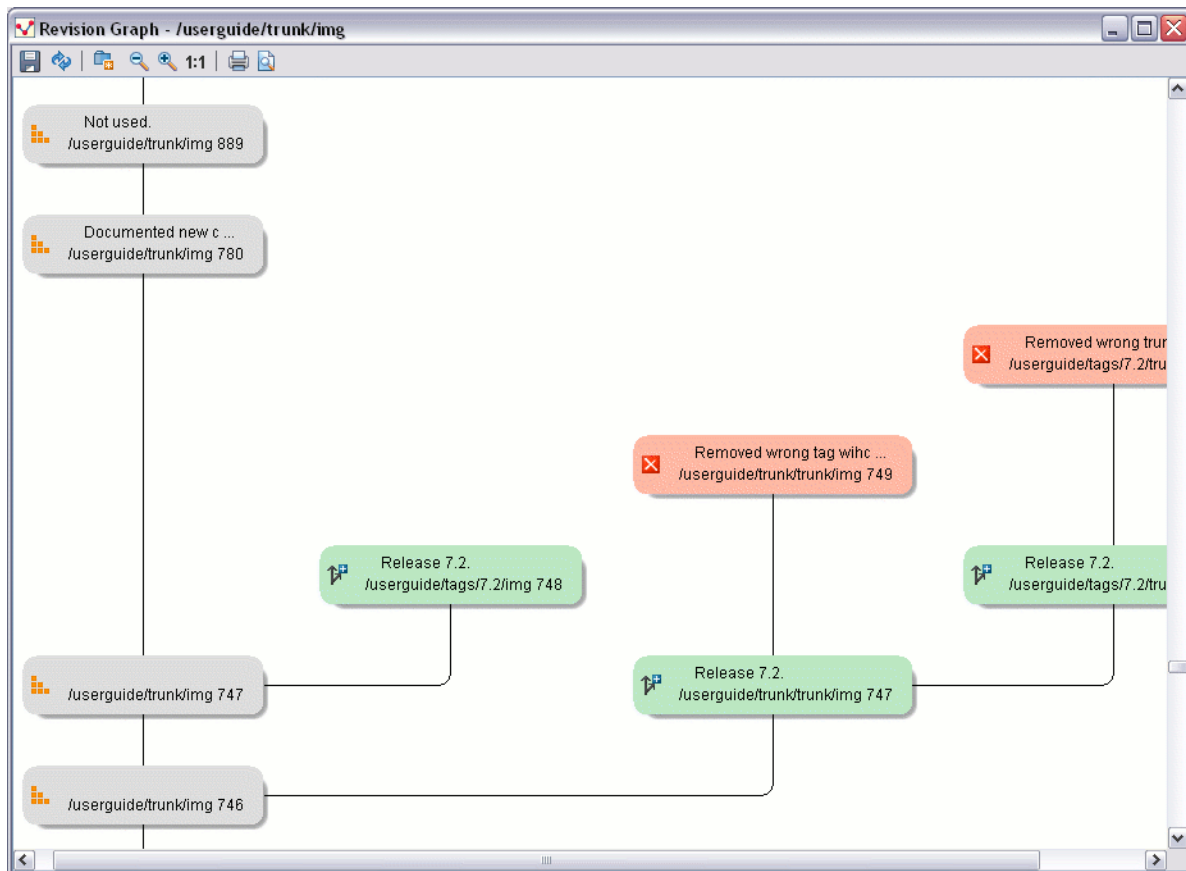 Revision Graph - /userguide/trunk/img
1:1
Not used.
/userguide/trunk/img 889
Documented new c ...
/userguide/trunk/img 780
Removed wrong trun
/userguide/tags/7.2/tru
Removed wrong tag wihc ...
/userguide/trunk/trunk/img 749
Release 7.2.
/userguide/tags/7.2/img 748
Release 7.2.
/userguide/tags/7.2/tru
/userguide/trunk/img 747
Release 7.2.
/userguide/trunk/trunk/img 747
/userguide/trunk/img 746